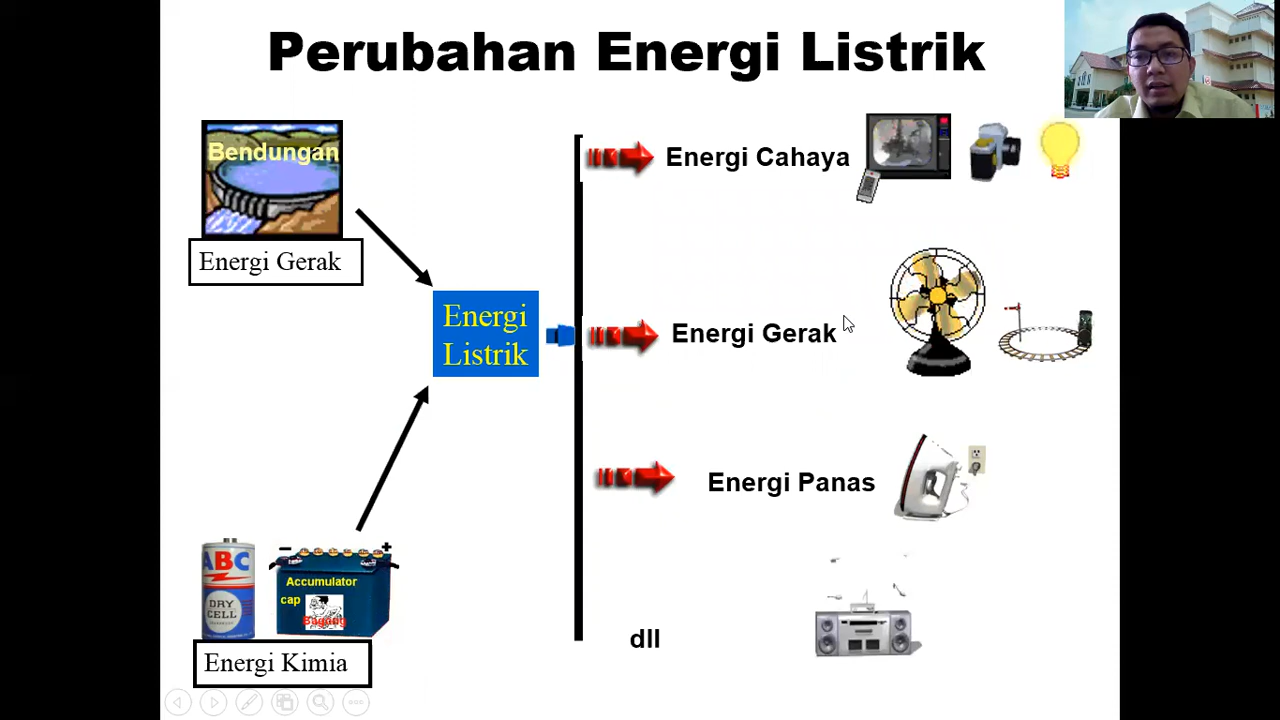 Perubahan Energi Listrik
Bendungan
Energi Gerak
Energi
Listrik
Energi Cahaya
Energi Gerak
Energi Panas
ABC
DRY
CELL
Accumulator
cap
Bagong
Energi Kimia
dll